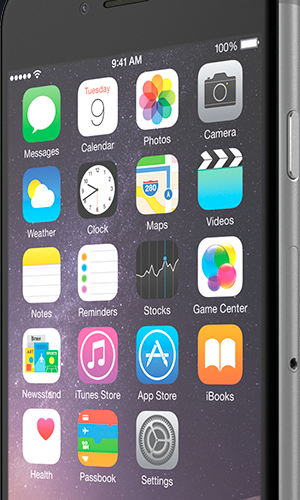 9:41 AM 100%
Tuesday
9
Messages Calendar Photos Camera
280
Weather Clock Maps Videos
Notes Reminders Stocks Game Center
News
Newsstand iTunes Store App Store iBooks
Health Passbook Settings